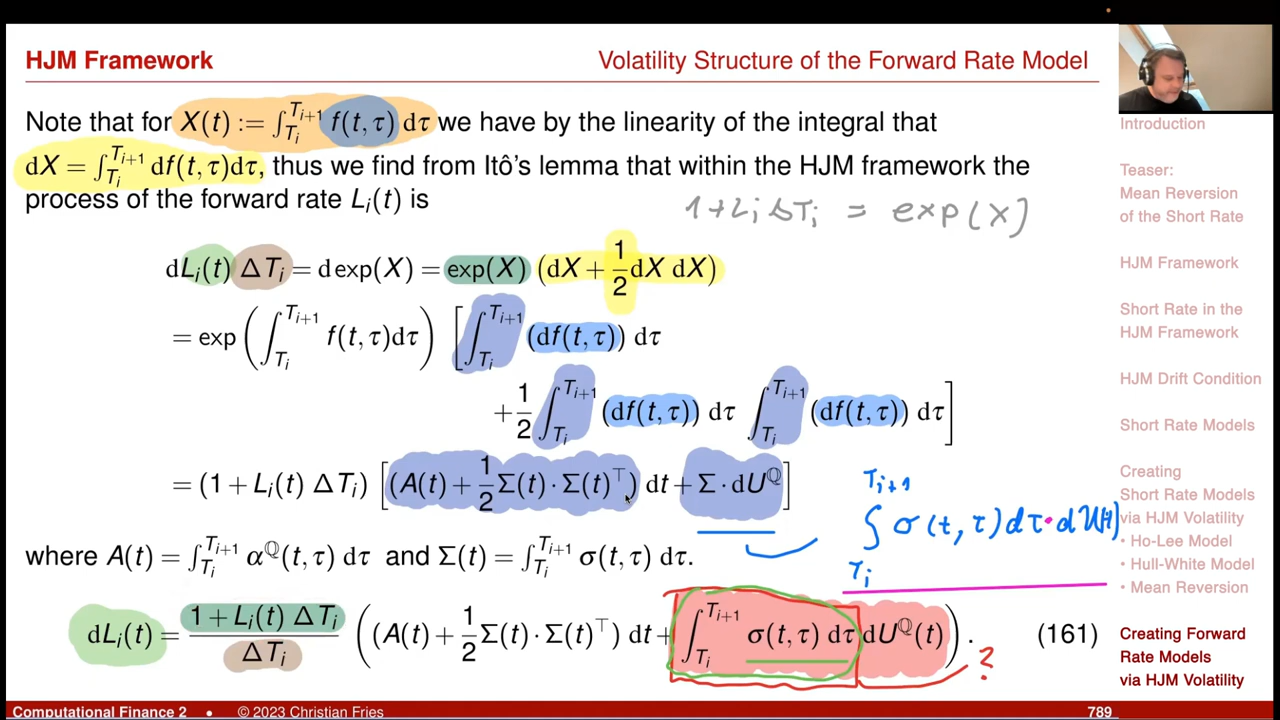 HJM Framework
Volatility Structure of the Forward Rate Model
Note that for X(t) := ∫_{T_i}^{T_{i+1}} f(t, τ) dτ we have by the linearity of the integral that
dX = ∫_{T_i}^{T_{i+1}} df(t, τ)dτ, thus we find from Itô's lemma that within the HJM framework the
process of the forward rate L_i(t) is
1+L_i ΔT_i = exp(X)
dL_i(t) ΔT_i = d exp(X) = exp(X) (dX + 1/2 dX dX)
= exp(∫_{T_i}^{T_{i+1}} f(t, τ)dτ) [∫_{T_i}^{T_{i+1}} (df(t, τ)) dτ
+ 1/2 ∫_{T_i}^{T_{i+1}} (df(t, τ)) dτ ∫_{T_i}^{T_{i+1}} (df(t, τ)) dτ]
= (1 + L_i(t) ΔT_i) [(A(t) + 1/2 Σ(t) · Σ(t)^⊤) dt + Σ · dU^ℚ]
∫_{T_i}^{T_{i+1}} σ(t, τ) dτ · dU(t)
where A(t) = ∫_{T_i}^{T_{i+1}} α^ℚ(t, τ) dτ and Σ(t) = ∫_{T_i}^{T_{i+1}} σ(t, τ) dτ.
dL_i(t) = (1 + L_i(t) ΔT_i)/ΔT_i ((A(t) + 1/2 Σ(t) · Σ(t)^⊤) dt + ∫_{T_i}^{T_{i+1}} σ(t, τ) dτ dU^ℚ(t)). (161)
?
Introduction
Teaser:
Mean Reversion
of the Short Rate
HJM Framework
Short Rate in the
HJM Framework
HJM Drift Condition
Short Rate Models
Creating
Short Rate Models
via HJM Volatility
• Ho-Lee Model
• Hull-White Model
• Mean Reversion
Creating Forward
Rate Models
via HJM Volatility
Computational Finance 2 • © 2023 Christian Fries
789